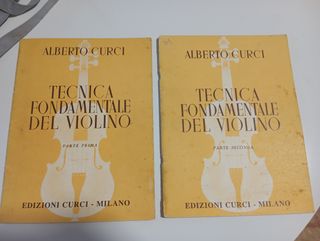 ALBERTO CURCI
TECNICA
FONDAMENTALE
DEL VIOLINO
PARTE PRIMA
EDIZIONI CURCI - MILANO
ALBERTO CURCI
TECNICA
FONDAMENTALE
DEL VIOLINO
PARTE SECONDA
EDIZIONI CURCI - MILANO